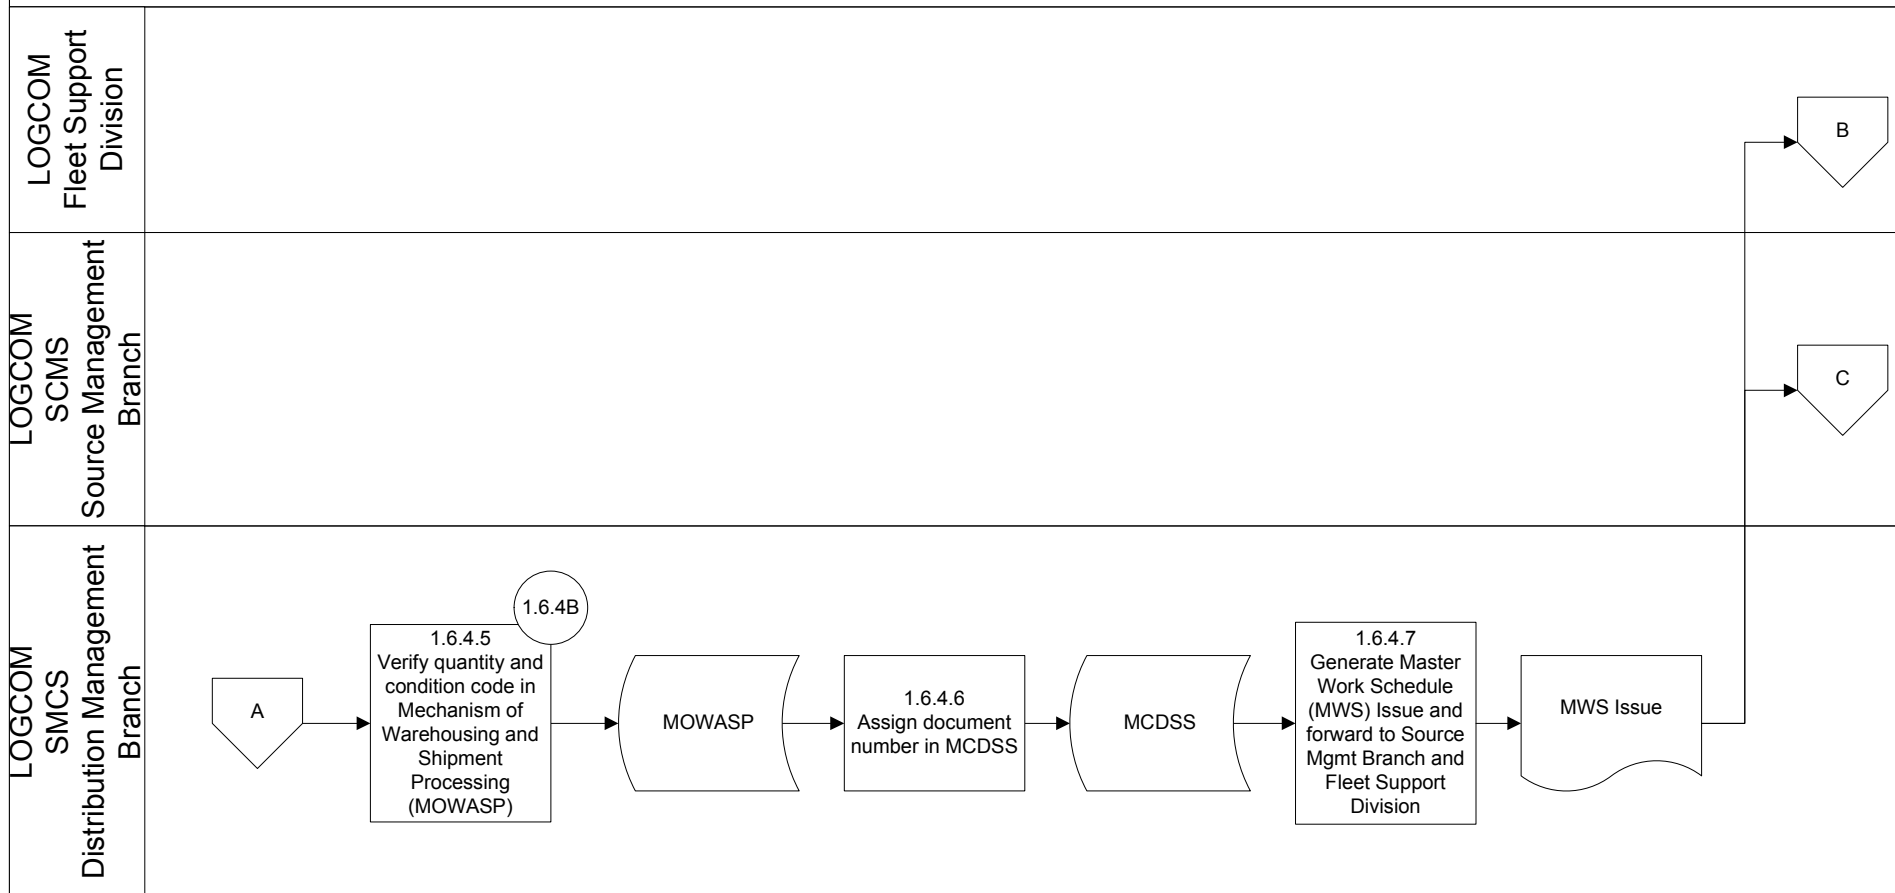 LOGCOM
Fleet Support
Division
B
LOGCOM
SCMS
Source Management
Branch
C
LOGCOM
SMCS
Distribution Management
Branch
A
1.6.4B
1.6.4.5
Verify quantity and
condition code in
Mechanism of
Warehousing and
Shipment
Processing
(MOWASP)
MOWASP
1.6.4.6
Assign document
number in MCDSS
MCDSS
1.6.4.7
Generate Master
Work Schedule
(MWS) Issue and
forward to Source
Mgmt Branch and
Fleet Support
Division
MWS Issue